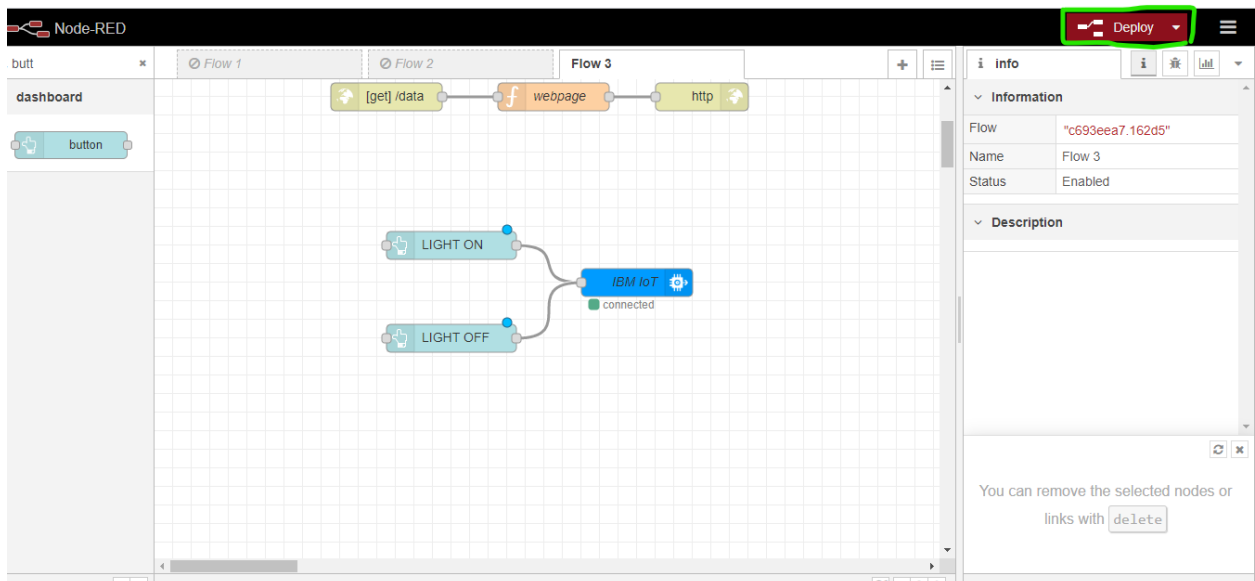 Node-RED
Deploy
butt
Flow 1
Flow 2
Flow 3
info
dashboard
button
[get] /data
webpage
http
LIGHT ON
LIGHT OFF
IBM IoT
connected
Information
Flow "c693eea7.162d5"
Name Flow 3
Status Enabled
Description
You can remove the selected nodes or
links with delete